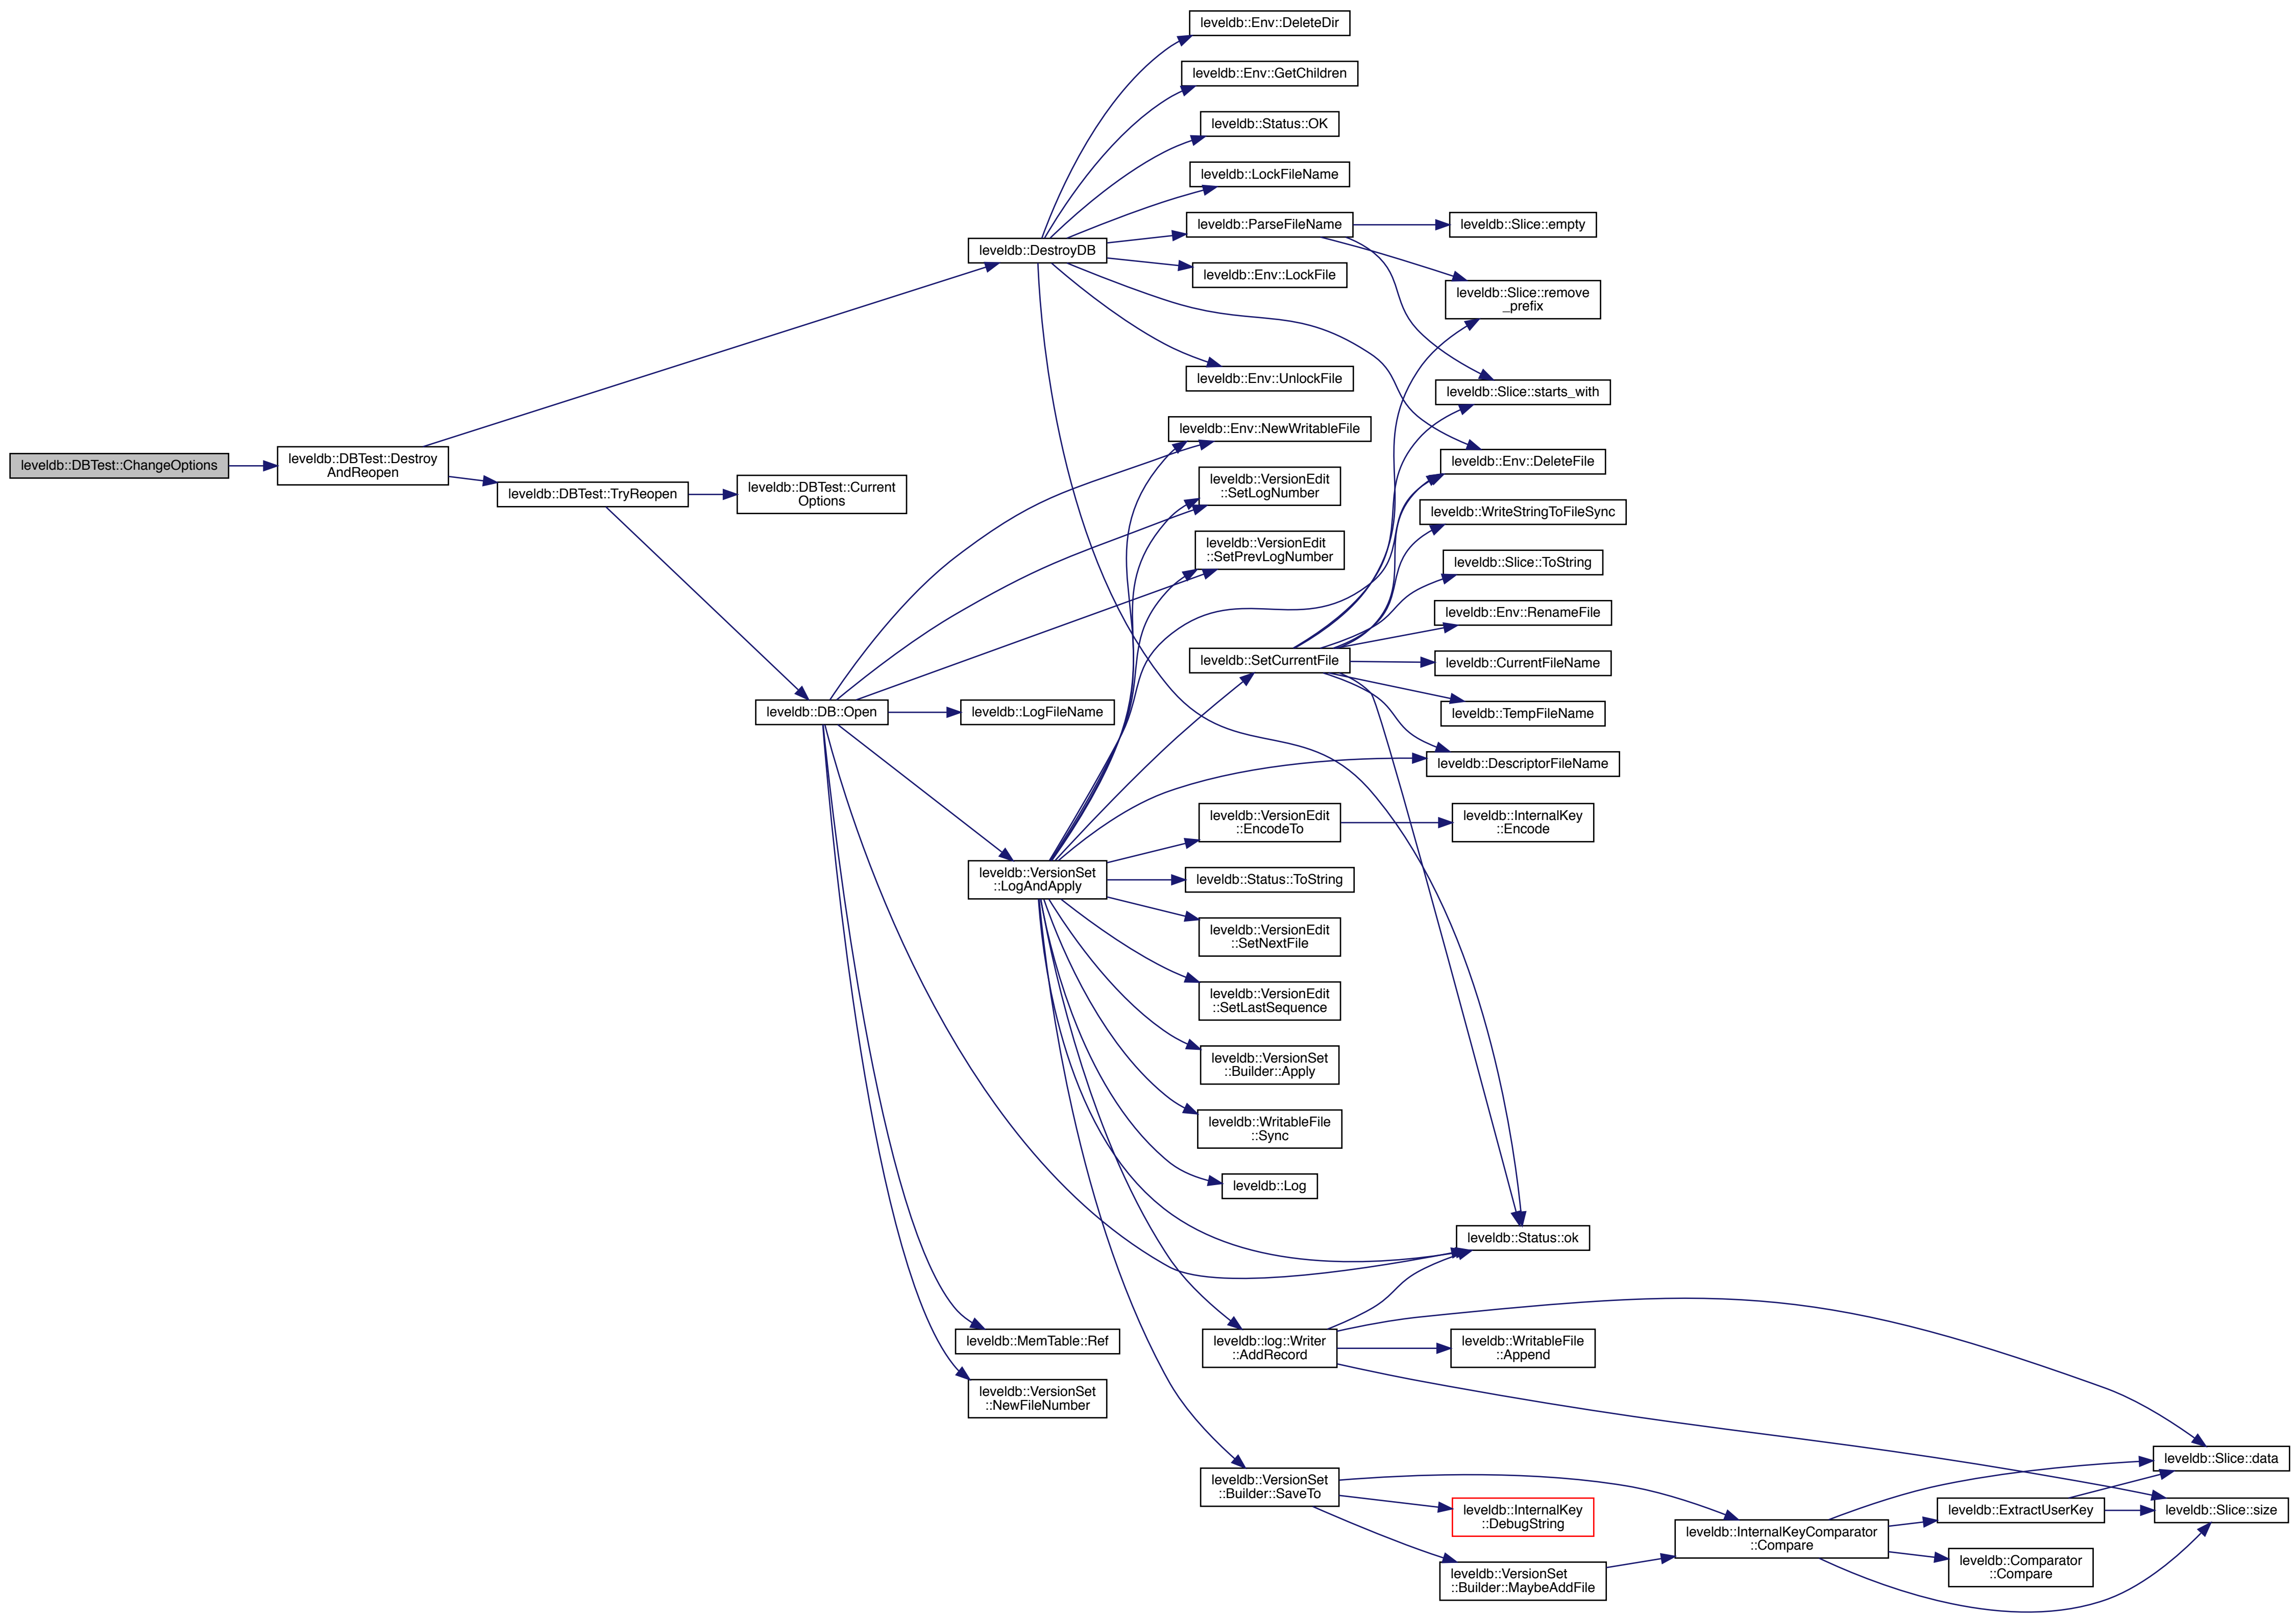 leveldb::DBTest::ChangeOptions
leveldb::DBTest::Destroy
AndReopen
leveldb::DBTest::TryReopen
leveldb::DBTest::Current
Options
leveldb::DB::Open
leveldb::DestroyDB
leveldb::LogFileName
leveldb::VersionSet
::LogAndApply
leveldb::MemTable::Ref
leveldb::VersionSet
::NewFileNumber
leveldb::Env::DeleteDir
leveldb::Env::GetChildren
leveldb::Status::OK
leveldb::LockFileName
leveldb::ParseFileName
leveldb::Env::LockFile
leveldb::Env::UnlockFile
leveldb::Env::NewWritableFile
leveldb::VersionEdit
::SetLogNumber
leveldb::VersionEdit
::SetPrevLogNumber
leveldb::SetCurrentFile
leveldb::VersionEdit
::EncodeTo
leveldb::Status::ToString
leveldb::VersionEdit
::SetNextFile
leveldb::VersionEdit
::SetLastSequence
leveldb::VersionSet
::Builder::Apply
leveldb::WritableFile
::Sync
leveldb::Log
leveldb::log::Writer
::AddRecord
leveldb::VersionSet
::Builder::SaveTo
leveldb::Slice::empty
leveldb::Slice::remove
_prefix
leveldb::Slice::starts_with
leveldb::Env::DeleteFile
leveldb::WriteStringToFileSync
leveldb::Slice::ToString
leveldb::Env::RenameFile
leveldb::CurrentFileName
leveldb::TempFileName
leveldb::DescriptorFileName
leveldb::InternalKey
::Encode
leveldb::Status::ok
leveldb::WritableFile
::Append
leveldb::InternalKey
::DebugString
leveldb::VersionSet
::Builder::MaybeAddFile
leveldb::InternalKeyComparator
::Compare
leveldb::ExtractUserKey
leveldb::Comparator
::Compare
leveldb::Slice::data
leveldb::Slice::size